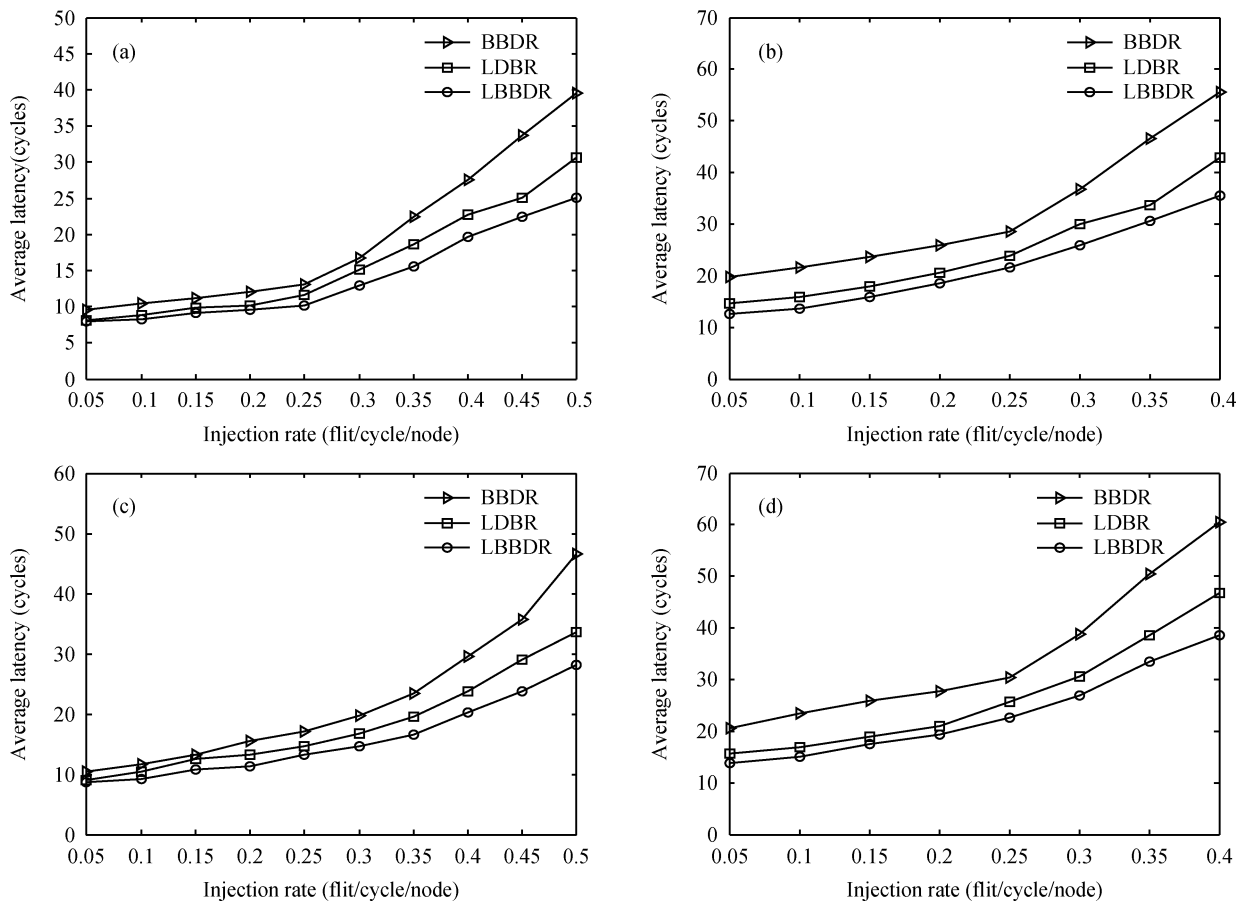 (a)
BBDR
LDBR
LBBDR
Average latency(cycles)
50
45
40
35
30
25
20
15
10
5
0
0.05 0.1 0.15 0.2 0.25 0.3 0.35 0.4 0.45 0.5
Injection rate (flit/cycle/node)
(b)
BBDR
LDBR
LBBDR
Average latency (cycles)
70
60
50
40
30
20
10
0
0.05 0.1 0.15 0.2 0.25 0.3 0.35 0.4
Injection rate (flit/cycle/node)
(c)
BBDR
LDBR
LBBDR
Average latency (cycles)
60
50
40
30
20
10
0
0.05 0.1 0.15 0.2 0.25 0.3 0.35 0.4 0.45 0.5
Injection rate (flit/cycle/node)
(d)
BBDR
LDBR
LBBDR
Average latency (cycles)
70
60
50
40
30
20
10
0
0.05 0.1 0.15 0.2 0.25 0.3 0.35 0.4
Injection rate (flit/cycle/node)